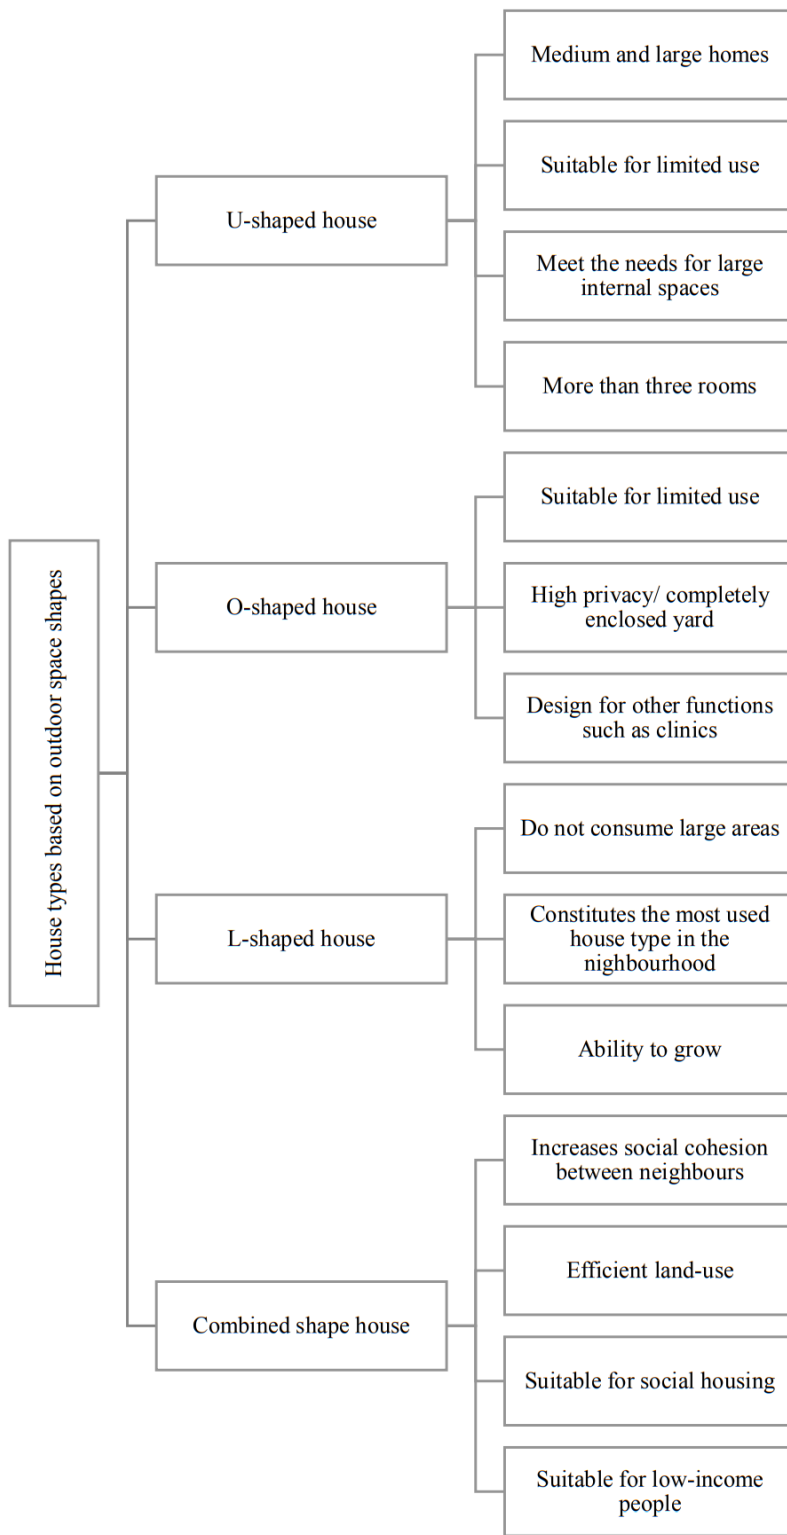 House types based on outdoor space shapes
U-shaped house
Medium and large homes
Suitable for limited use
Meet the needs for large
internal spaces
More than three rooms
O-shaped house
Suitable for limited use
High privacy/ completely
enclosed yard
Design for other functions
such as clinics
L-shaped house
Do not consume large areas
Constitutes the most used
house type in the
nighbourhood
Ability to grow
Combined shape house
Increases social cohesion
between neighbours
Efficient land-use
Suitable for social housing
Suitable for low-income
people